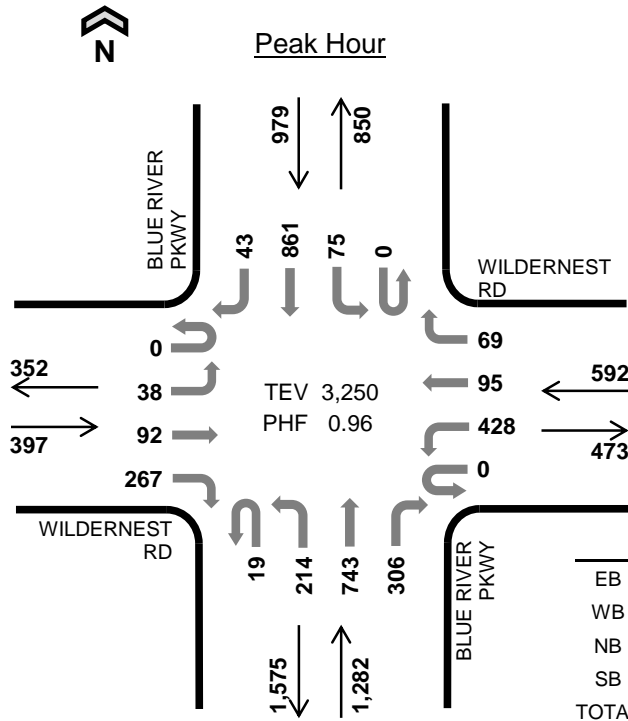 N
Peak Hour
979
850
BLUE RIVER
PKWY
43
861
75
0
WILDERNEST
RD
0
69
352
38
TEV 3,250
95
592
397
92
PHF 0.96
428
473
267
0
WILDERNEST
RD
19
214
743
306
BLUE RIVER
PKWY
1,575
1,282
EB
WB
NB
SB
TOTA